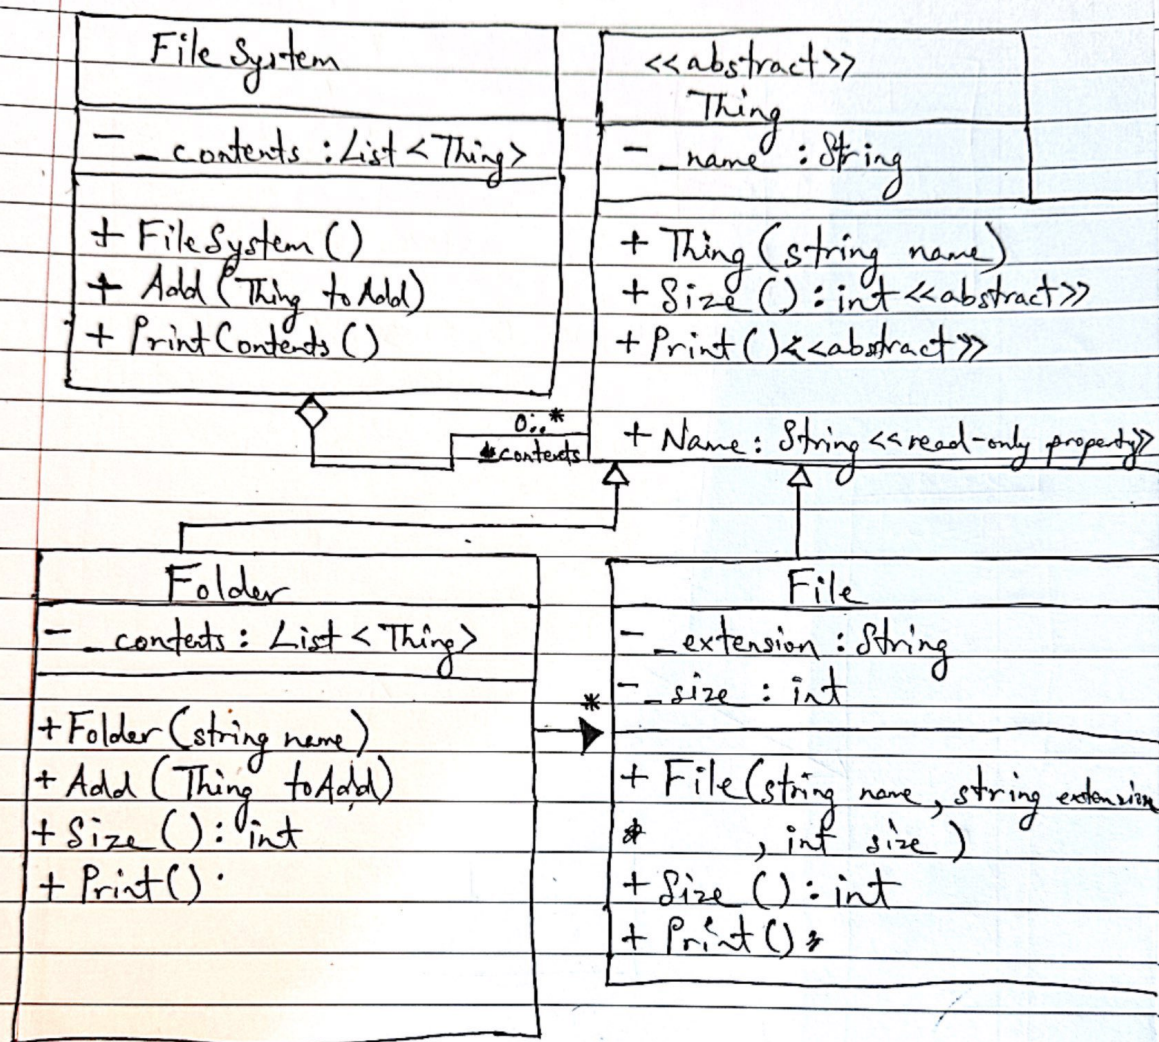 File System
- _contents : List < Thing>
+ FileSystem ()
+ Add (Thing toAdd)
+ PrintContents ()
<<abstract>>
Thing
- _name : String
+ Thing (string name)
+ Size () : int <<abstract>>
+ Print () <<abstract>>
+ Name : String <<read-only property>>
0..*
contents
Folder
- _contents : List < Thing>
+ Folder (string name)
+ Add (Thing toAdd)
+ Size () : int
+ Print ()
*
File
- _extension : String
- _size : int
+ File (string name, string extension
, int size )
+ Size () : int
+ Print ()